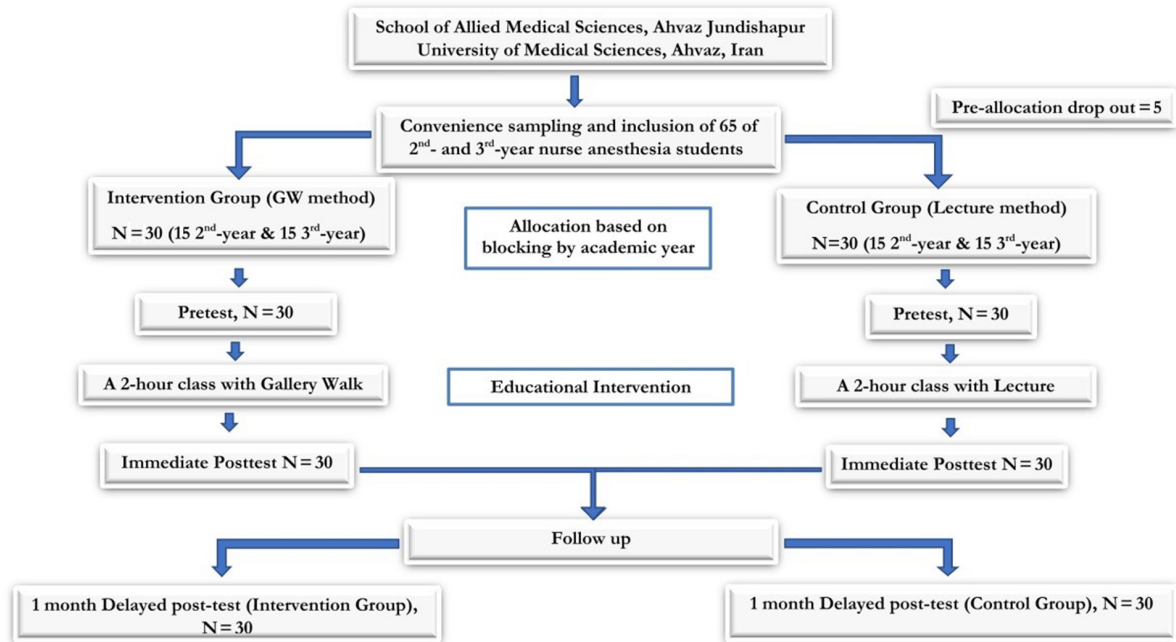 School of Allied Medical Sciences, Ahvaz Jundishapur
University of Medical Sciences, Ahvaz, Iran
Pre-allocation drop out = 5
Convenience sampling and inclusion of 65 of
2nd- and 3rd-year nurse anesthesia students
Intervention Group (GW method)
N = 30 (15 2nd-year & 15 3rd-year)
Allocation based on
blocking by academic year
Control Group (Lecture method)
N=30 (15 2nd-year & 15 3rd-year)
Pretest, N = 30
Pretest, N = 30
A 2-hour class with Gallery Walk
Educational Intervention
A 2-hour class with Lecture
Immediate Posttest N = 30
Immediate Posttest N = 30
Follow up
1 month Delayed post-test (Intervention Group),
N = 30
1 month Delayed post-test (Control Group), N = 30